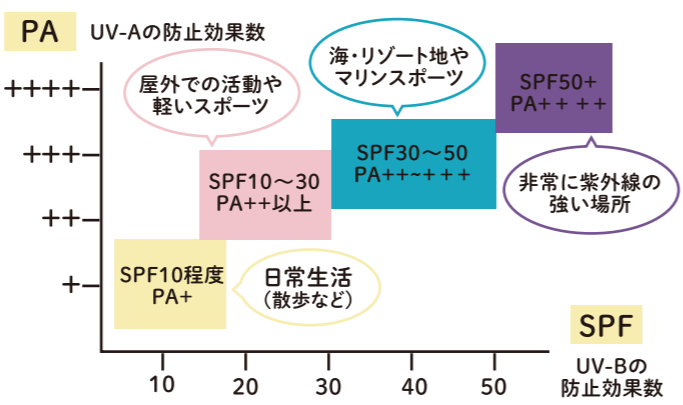 PA
UV-Aの防止効果数
++++
+++
++
+
屋外での活動や
軽いスポーツ
海・リゾート地や
マリンスポーツ
SPF50+
PA++++
SPF30～50
PA++~+++
SPF10～30
PA++以上
非常に紫外線の
強い場所
SPF10程度
PA+
日常生活
（散歩など）
SPF
UV-Bの
防止効果数
10
20
30
40
50